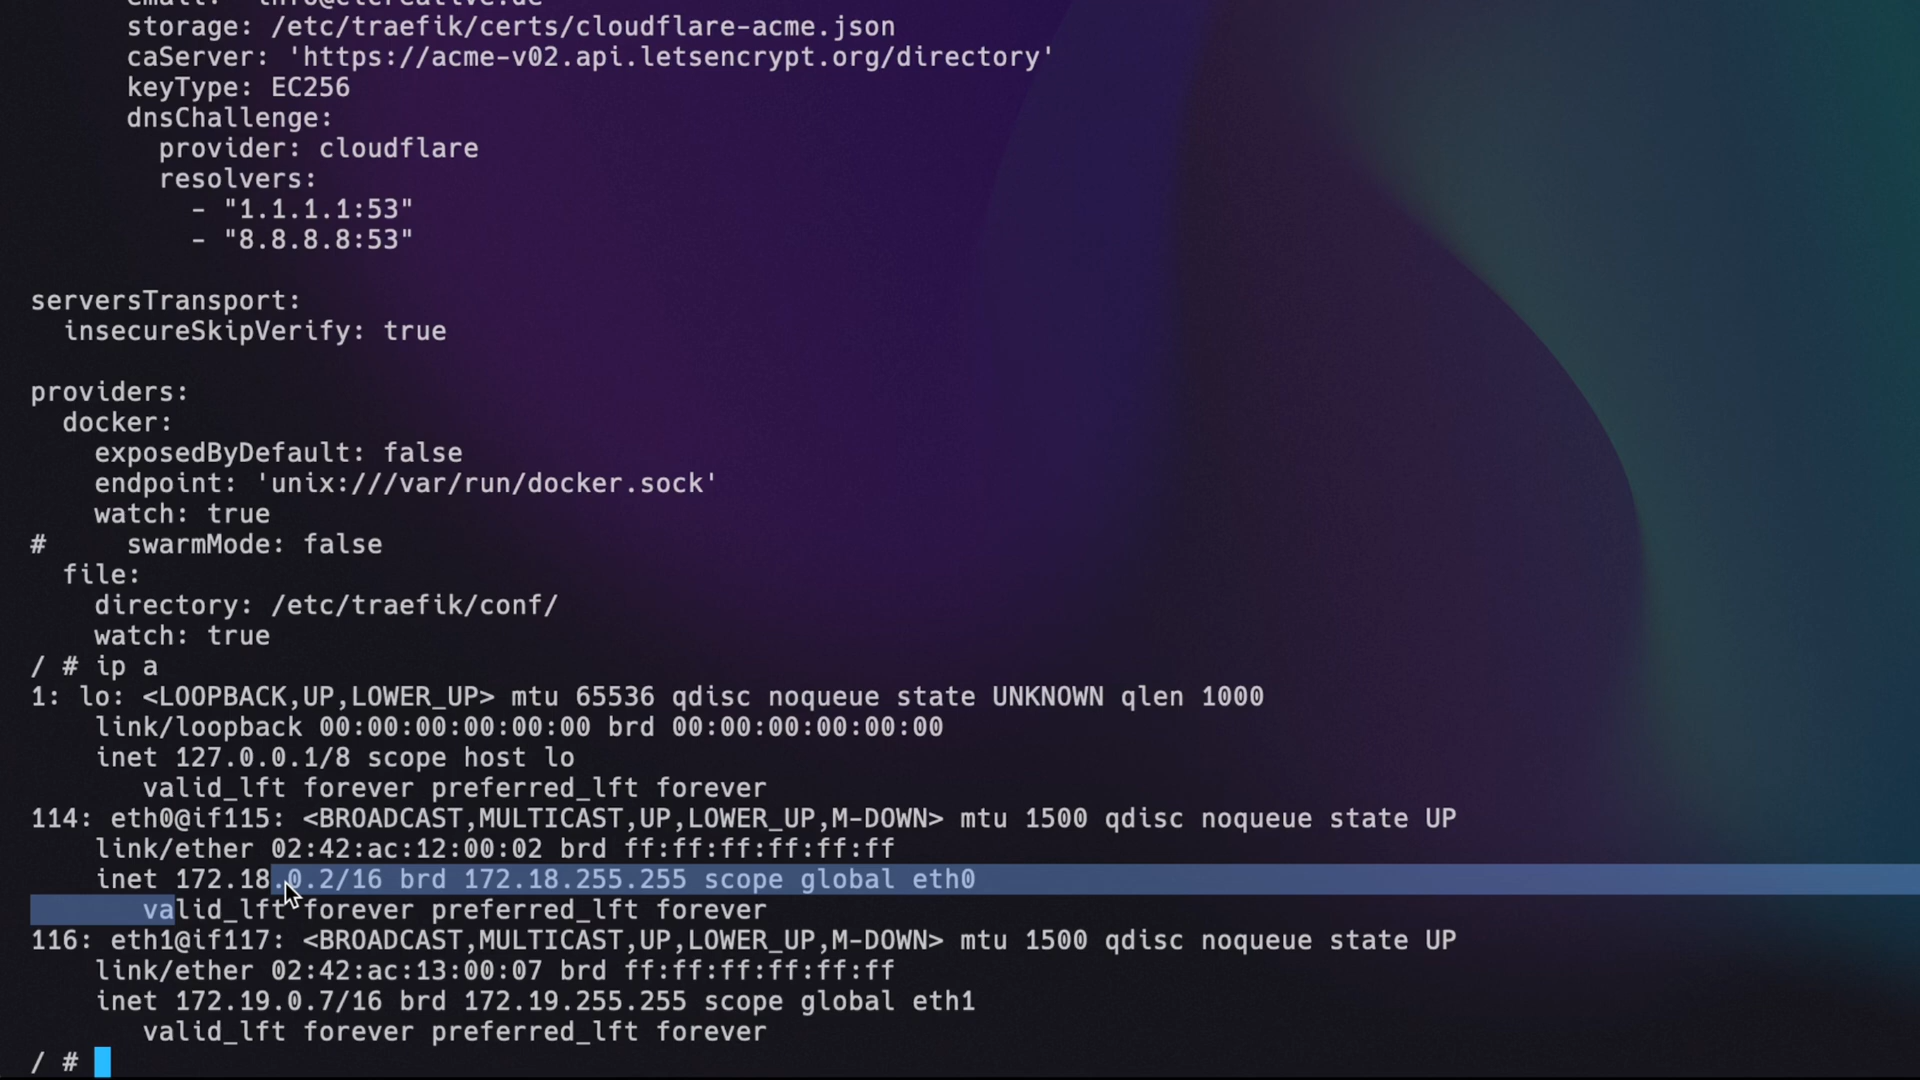 storage: /etc/traefik/certs/cloudflare-acme.json
caServer: 'https://acme-v02.api.letsencrypt.org/directory'
keyType: EC256
dnsChallenge:
provider: cloudflare
resolvers:
- "1.1.1.1:53"
- "8.8.8.8:53"
serversTransport:
insecureSkipVerify: true
providers:
docker:
exposedByDefault: false
endpoint: 'unix:///var/run/docker.sock'
watch: true
# swarmMode: false
file:
directory: /etc/traefik/conf/
watch: true
/ # ip a
1: lo: <LOOPBACK,UP,LOWER_UP> mtu 65536 qdisc noqueue state UNKNOWN qlen 1000
link/loopback 00:00:00:00:00:00 brd 00:00:00:00:00:00
inet 127.0.0.1/8 scope host lo
valid_lft forever preferred_lft forever
114: eth0@if115: <BROADCAST,MULTICAST,UP,LOWER_UP,M-DOWN> mtu 1500 qdisc noqueue state UP
link/ether 02:42:ac:12:00:02 brd ff:ff:ff:ff:ff:ff
inet 172.18.0.2/16 brd 172.18.255.255 scope global eth0
valid_lft forever preferred_lft forever
116: eth1@if117: <BROADCAST,MULTICAST,UP,LOWER_UP,M-DOWN> mtu 1500 qdisc noqueue state UP
link/ether 02:42:ac:13:00:07 brd ff:ff:ff:ff:ff:ff
inet 172.19.0.7/16 brd 172.19.255.255 scope global eth1
valid_lft forever preferred_lft forever
/ #